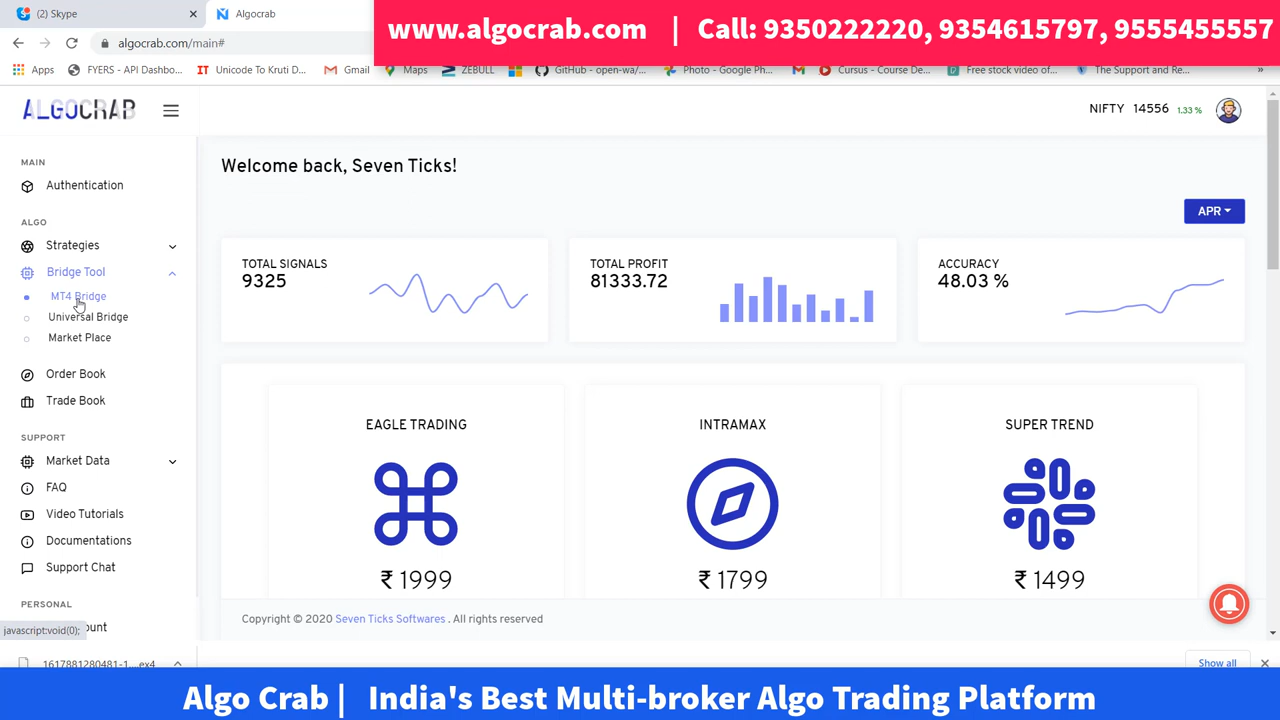 (2) Skype
Algocrab
www.algocrab.com | Call: 9350222220, 9354615797, 9555455557
algocrab.com/main#
Apps
FYERS - API Dashbo...
Unicode To Kruti D...
Gmail
Maps
ZEBULL
GitHub - open-wa/...
Photo - Google Ph...
Cursus - Course De...
Free stock video of...
The Support and Re...
»
ALGOCRAB
NIFTY 14556 1.33 %
MAIN
Authentication
ALGO
Strategies
Bridge Tool
MT4 Bridge
Universal Bridge
Market Place
Order Book
Trade Book
SUPPORT
Market Data
FAQ
Video Tutorials
Documentations
Support Chat
PERSONAL
ount
javascript:void(0);
Welcome back, Seven Ticks!
APR
TOTAL SIGNALS
9325
TOTAL PROFIT
81333.72
ACCURACY
48.03 %
EAGLE TRADING
₹ 1999
INTRAMAX
₹ 1799
SUPER TREND
₹ 1499
Copyright © 2020 Seven Ticks Softwares . All rights reserved
1617881280481-1....ex4
Show all
Algo Crab | India's Best Multi-broker Algo Trading Platform